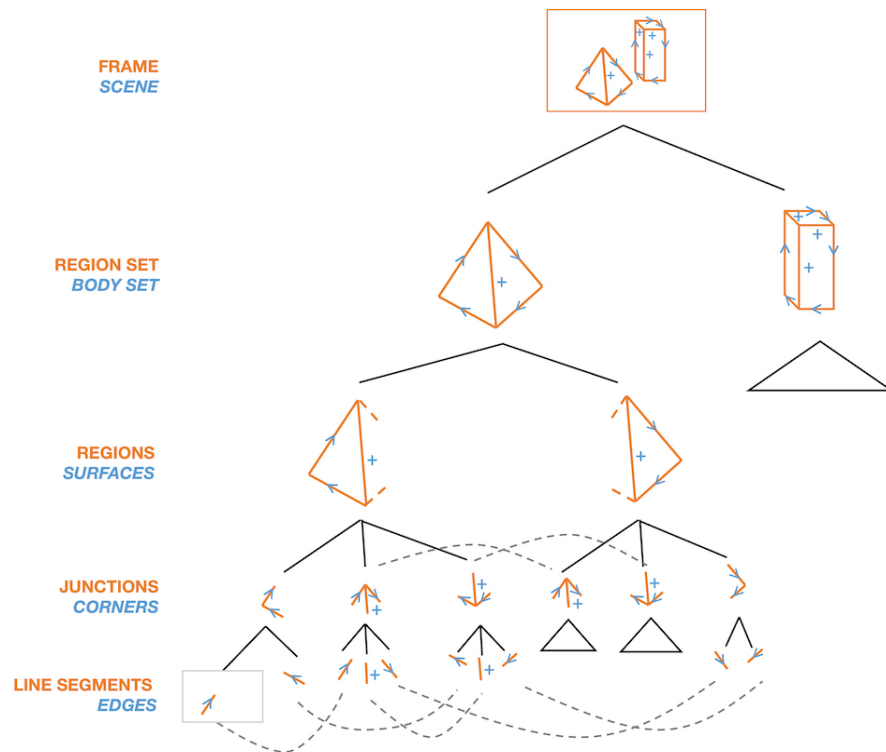 FRAME
SCENE
REGION SET
BODY SET
REGIONS
SURFACES
JUNCTIONS
CORNERS
LINE SEGMENTS
EDGES